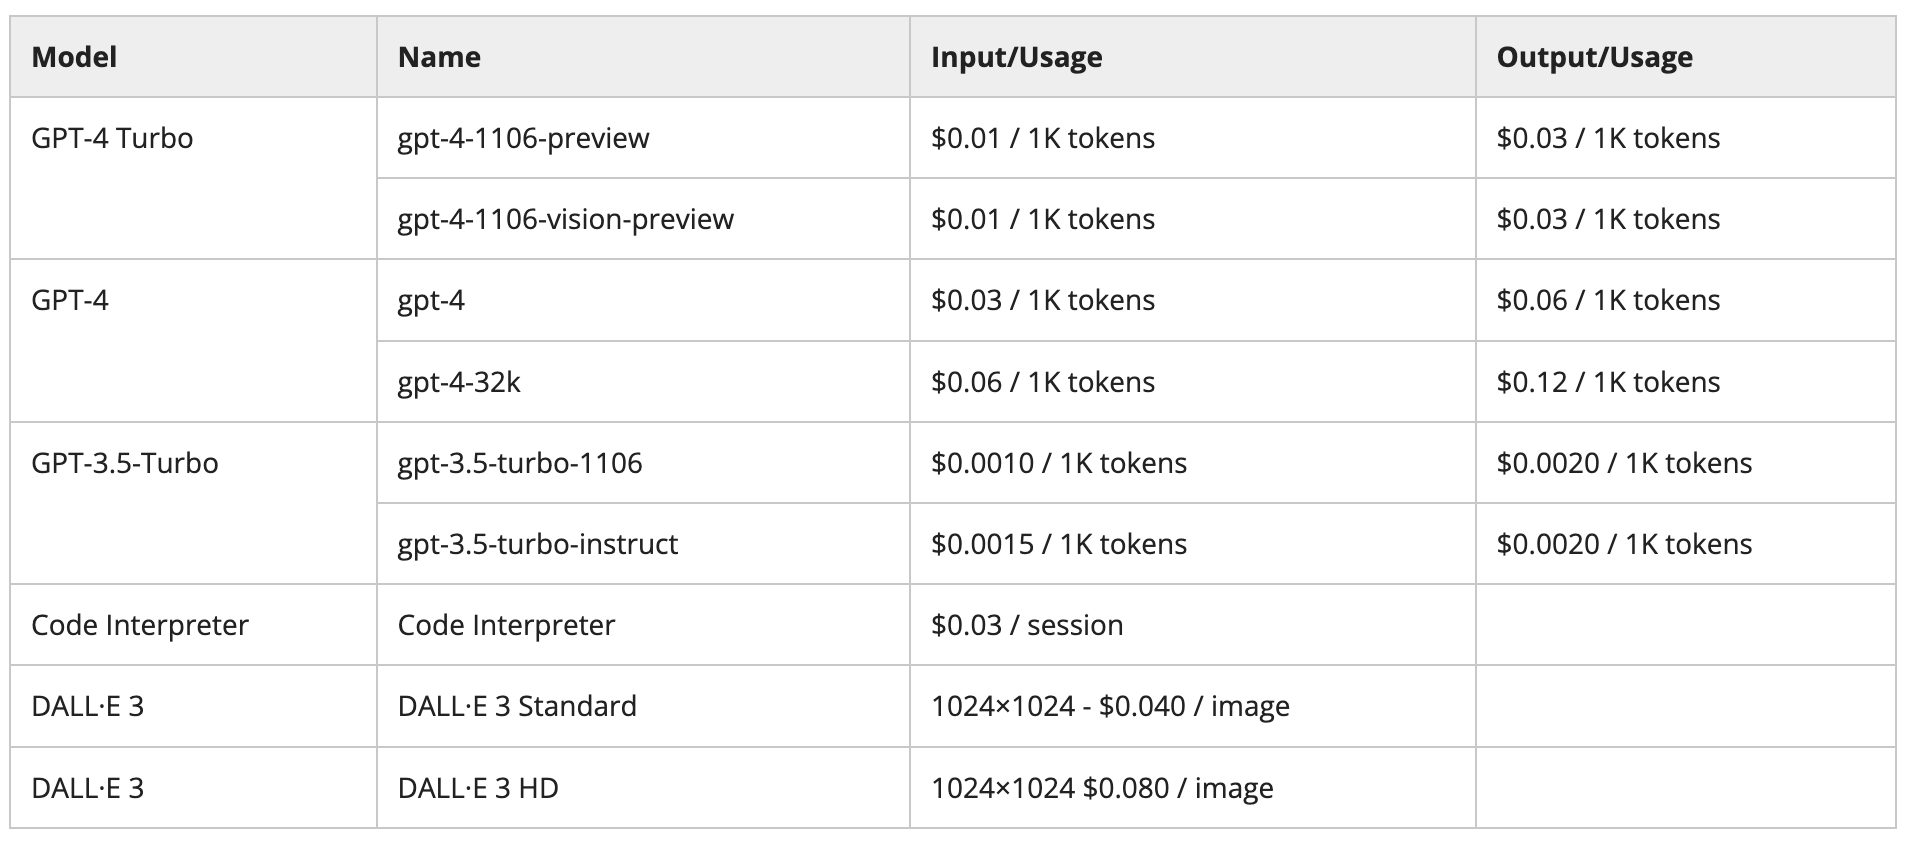 Model Name Input/Usage Output/Usage
GPT-4 Turbo gpt-4-1106-preview $0.01 / 1K tokens $0.03 / 1K tokens
gpt-4-1106-vision-preview $0.01 / 1K tokens $0.03 / 1K tokens
GPT-4 gpt-4 $0.03 / 1K tokens $0.06 / 1K tokens
gpt-4-32k $0.06 / 1K tokens $0.12 / 1K tokens
GPT-3.5-Turbo gpt-3.5-turbo-1106 $0.0010 / 1K tokens $0.0020 / 1K tokens
gpt-3.5-turbo-instruct $0.0015 / 1K tokens $0.0020 / 1K tokens
Code Interpreter Code Interpreter $0.03 / session
DALL·E 3 DALL·E 3 Standard 1024×1024 - $0.040 / image
DALL·E 3 DALL·E 3 HD 1024×1024 $0.080 / image